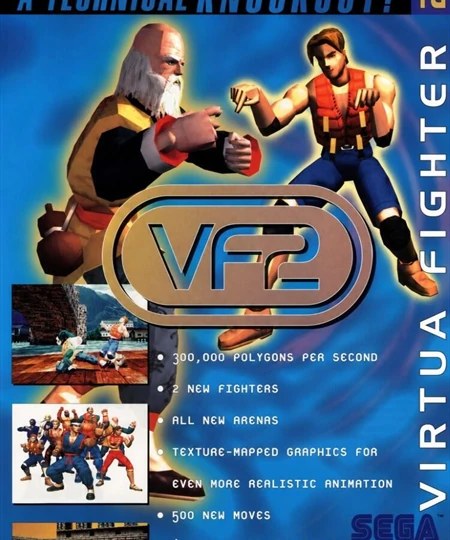 A TECHNICAL KNOCKOUT!
VF2
VIRTUA FIGHTER
• 300,000 POLYGONS PER SECOND
• 2 NEW FIGHTERS
• ALL NEW ARENAS
• TEXTURE-MAPPED GRAPHICS FOR
EVEN MORE REALISTIC ANIMATION
• 500 NEW MOVES
SEGA™